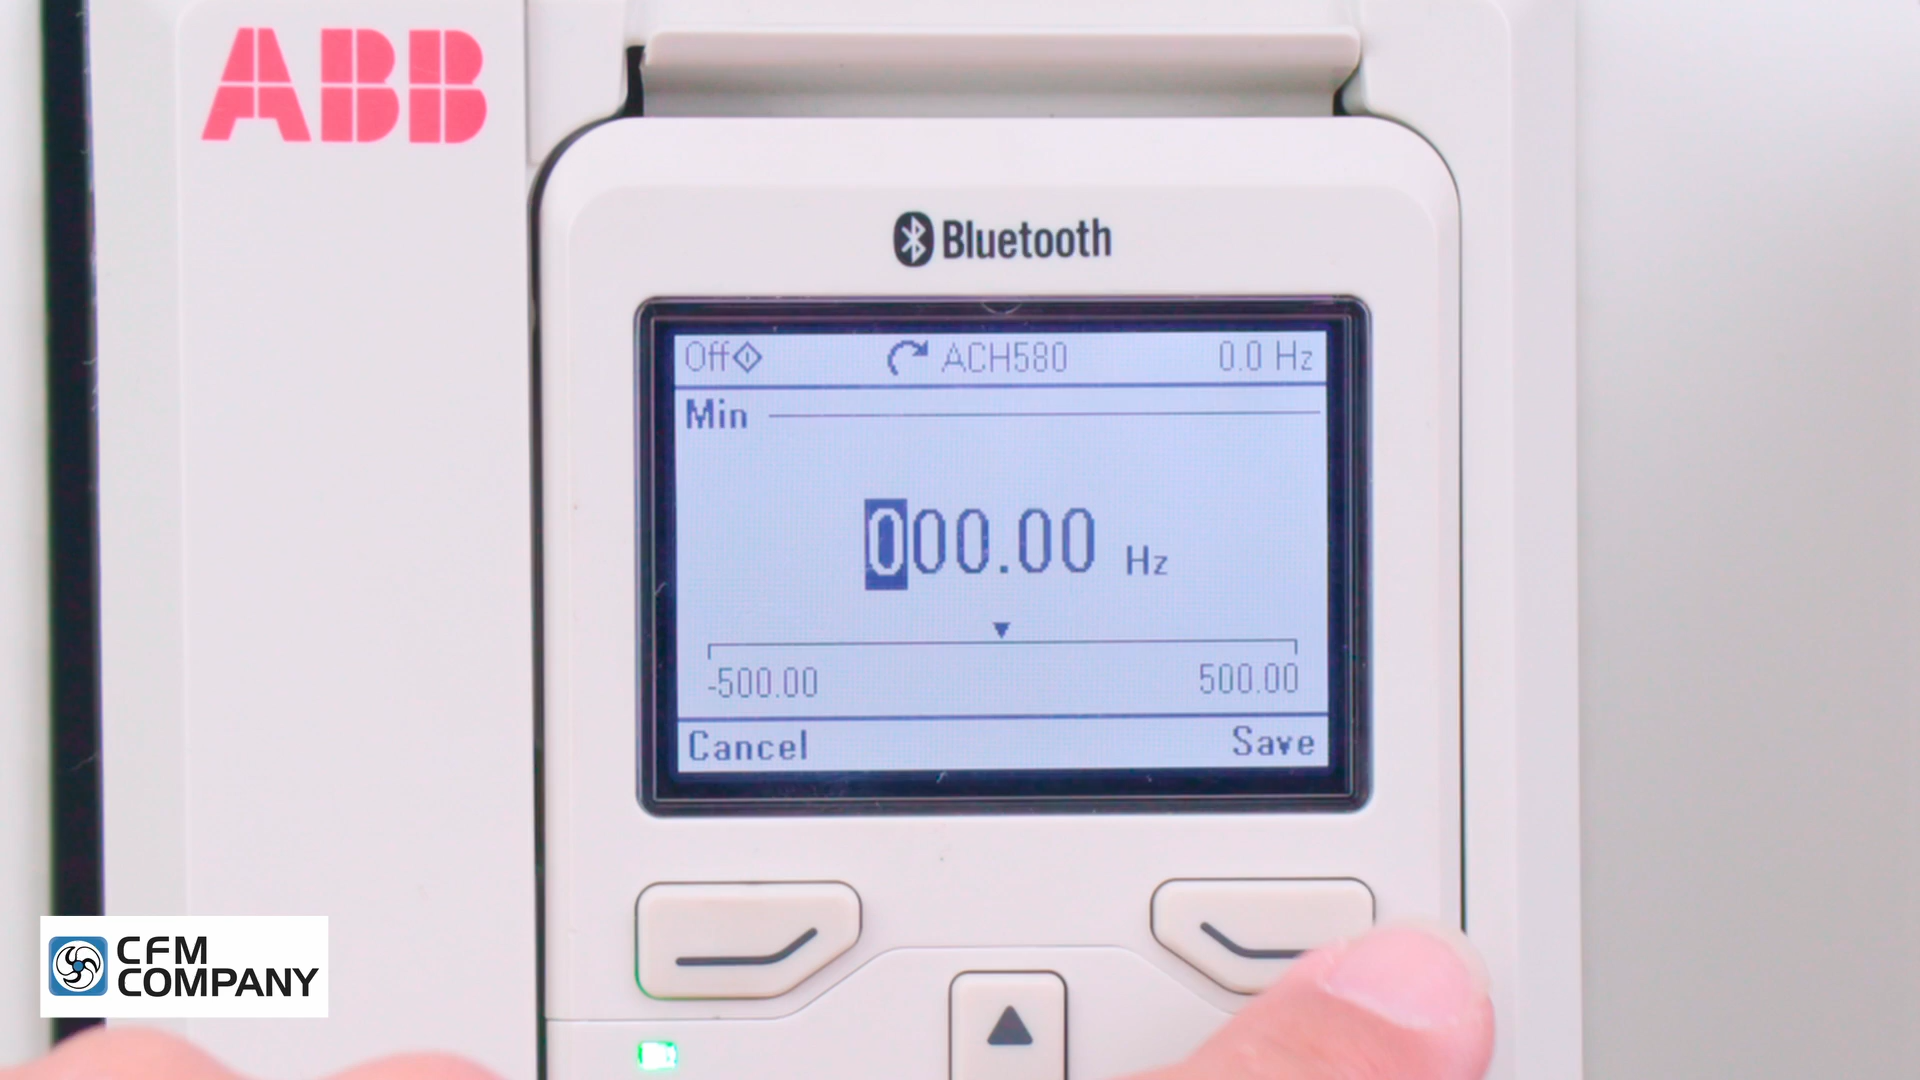 ABB
Bluetooth
Off ACH580 0.0 Hz
Min
000.00 Hz
-500.00 500.00
Cancel Save
CFM
COMPANY